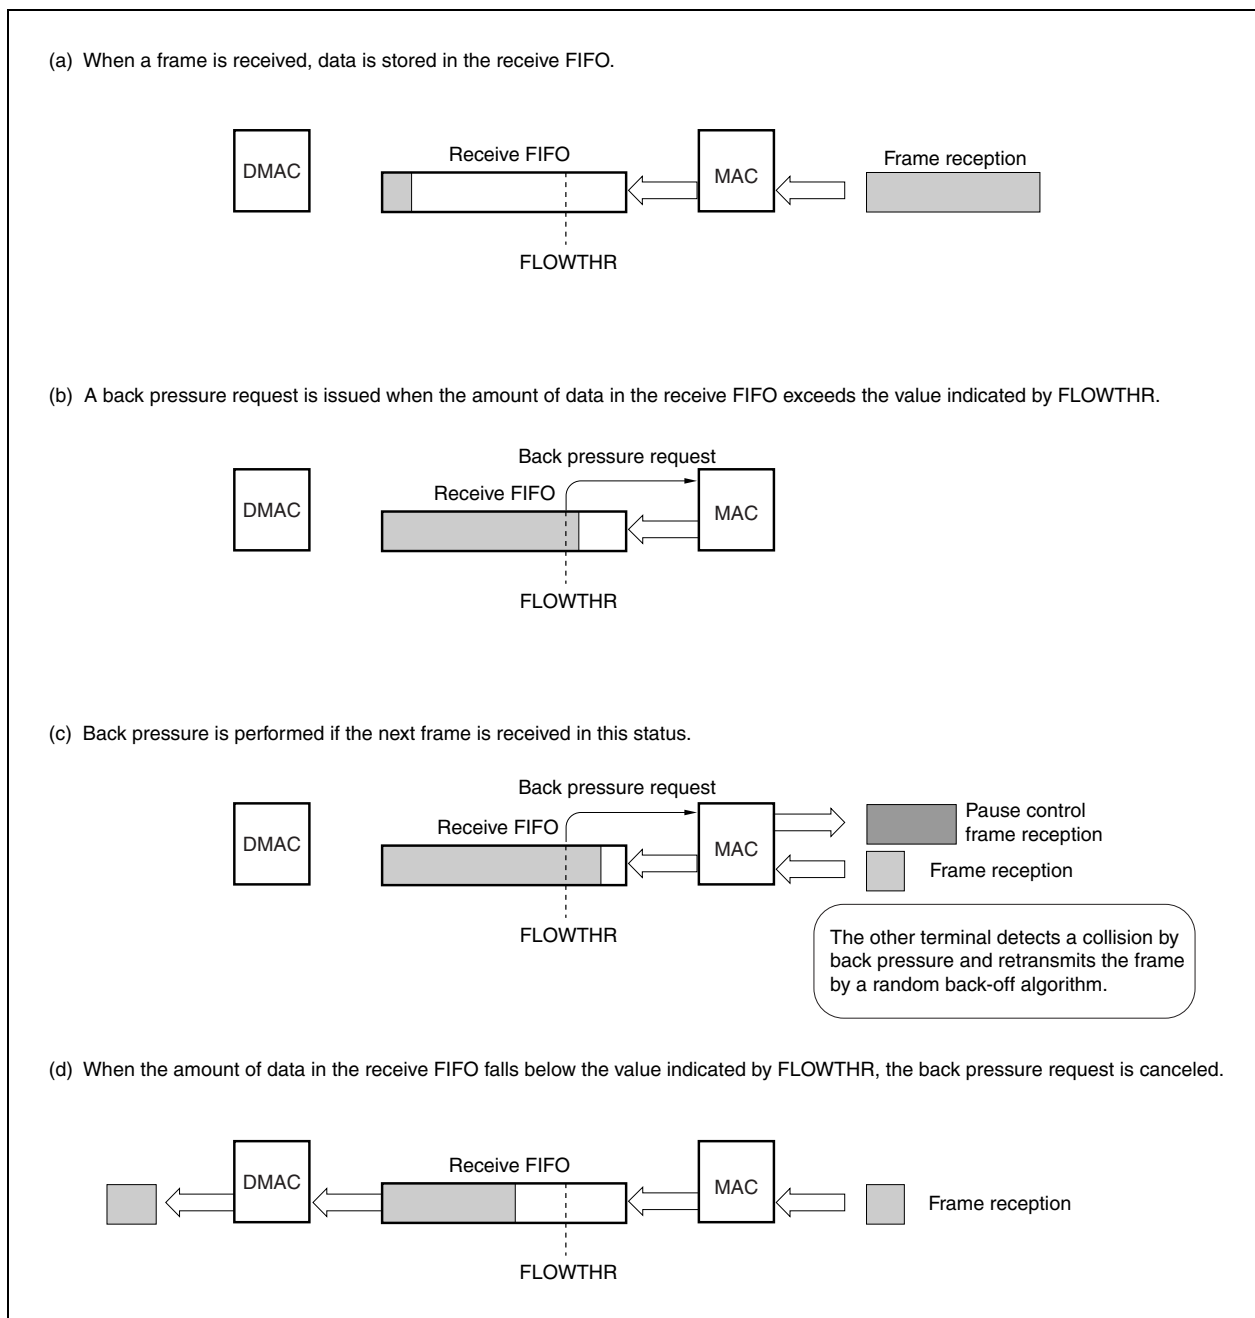 (a) When a frame is received, data is stored in the receive FIFO.
DMAC
Receive FIFO
MAC
Frame reception
FLOWTHR
(b) A back pressure request is issued when the amount of data in the receive FIFO exceeds the value indicated by FLOWTHR.
Back pressure request
DMAC
Receive FIFO
MAC
FLOWTHR
(c) Back pressure is performed if the next frame is received in this status.
Back pressure request
DMAC
Receive FIFO
MAC
Pause control
frame reception
Frame reception
FLOWTHR
The other terminal detects a collision by
back pressure and retransmits the frame
by a random back-off algorithm.
(d) When the amount of data in the receive FIFO falls below the value indicated by FLOWTHR, the back pressure request is canceled.
DMAC
Receive FIFO
MAC
Frame reception
FLOWTHR